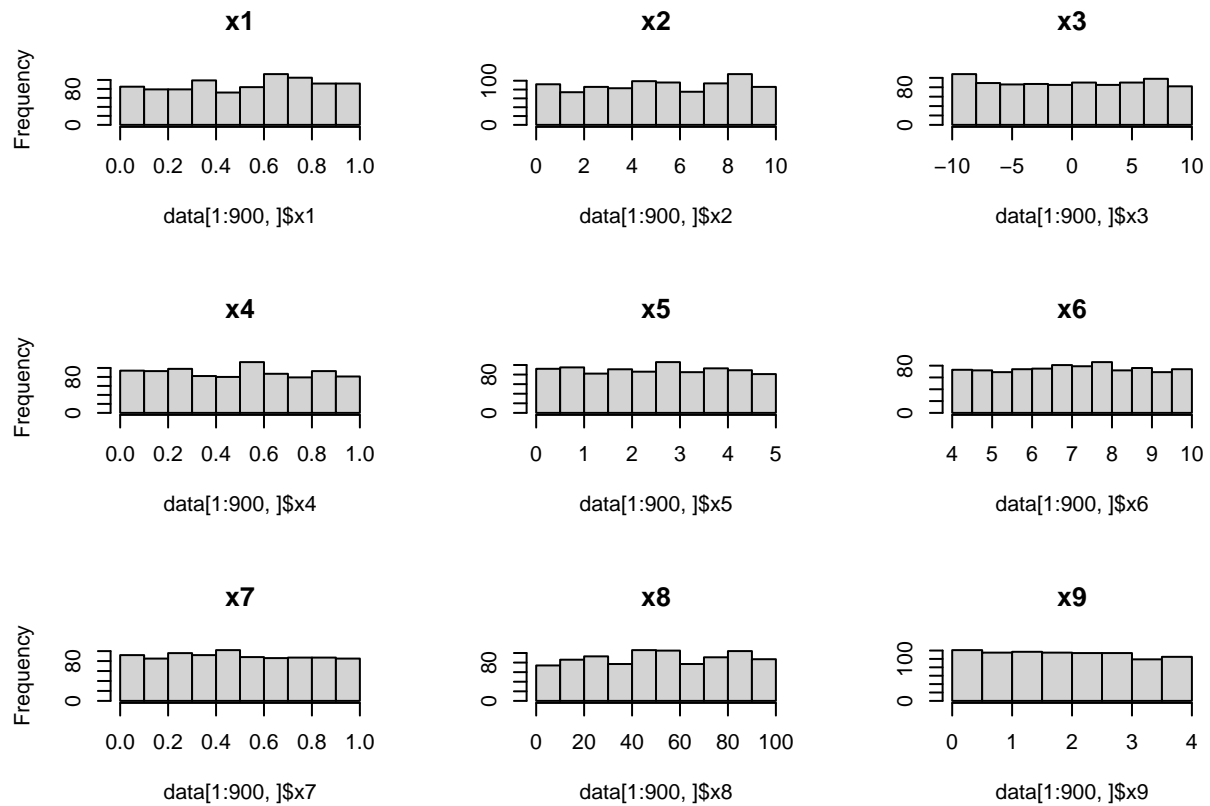 x1 x2 x3
Frequency
0 80
0 100
0 80
0.0 0.2 0.4 0.6 0.8 1.0
0 2 4 6 8 10
−10 −5 0 5 10
data[1:900, ]$x1 data[1:900, ]$x2 data[1:900, ]$x3
x4 x5 x6
Frequency
0 80
0 80
0 80
0.0 0.2 0.4 0.6 0.8 1.0
0 1 2 3 4 5
4 5 6 7 8 9 10
data[1:900, ]$x4 data[1:900, ]$x5 data[1:900, ]$x6
x7 x8 x9
Frequency
0 80
0 80
0 100
0.0 0.2 0.4 0.6 0.8 1.0
0 20 40 60 80 100
0 1 2 3 4
data[1:900, ]$x7 data[1:900, ]$x8 data[1:900, ]$x9